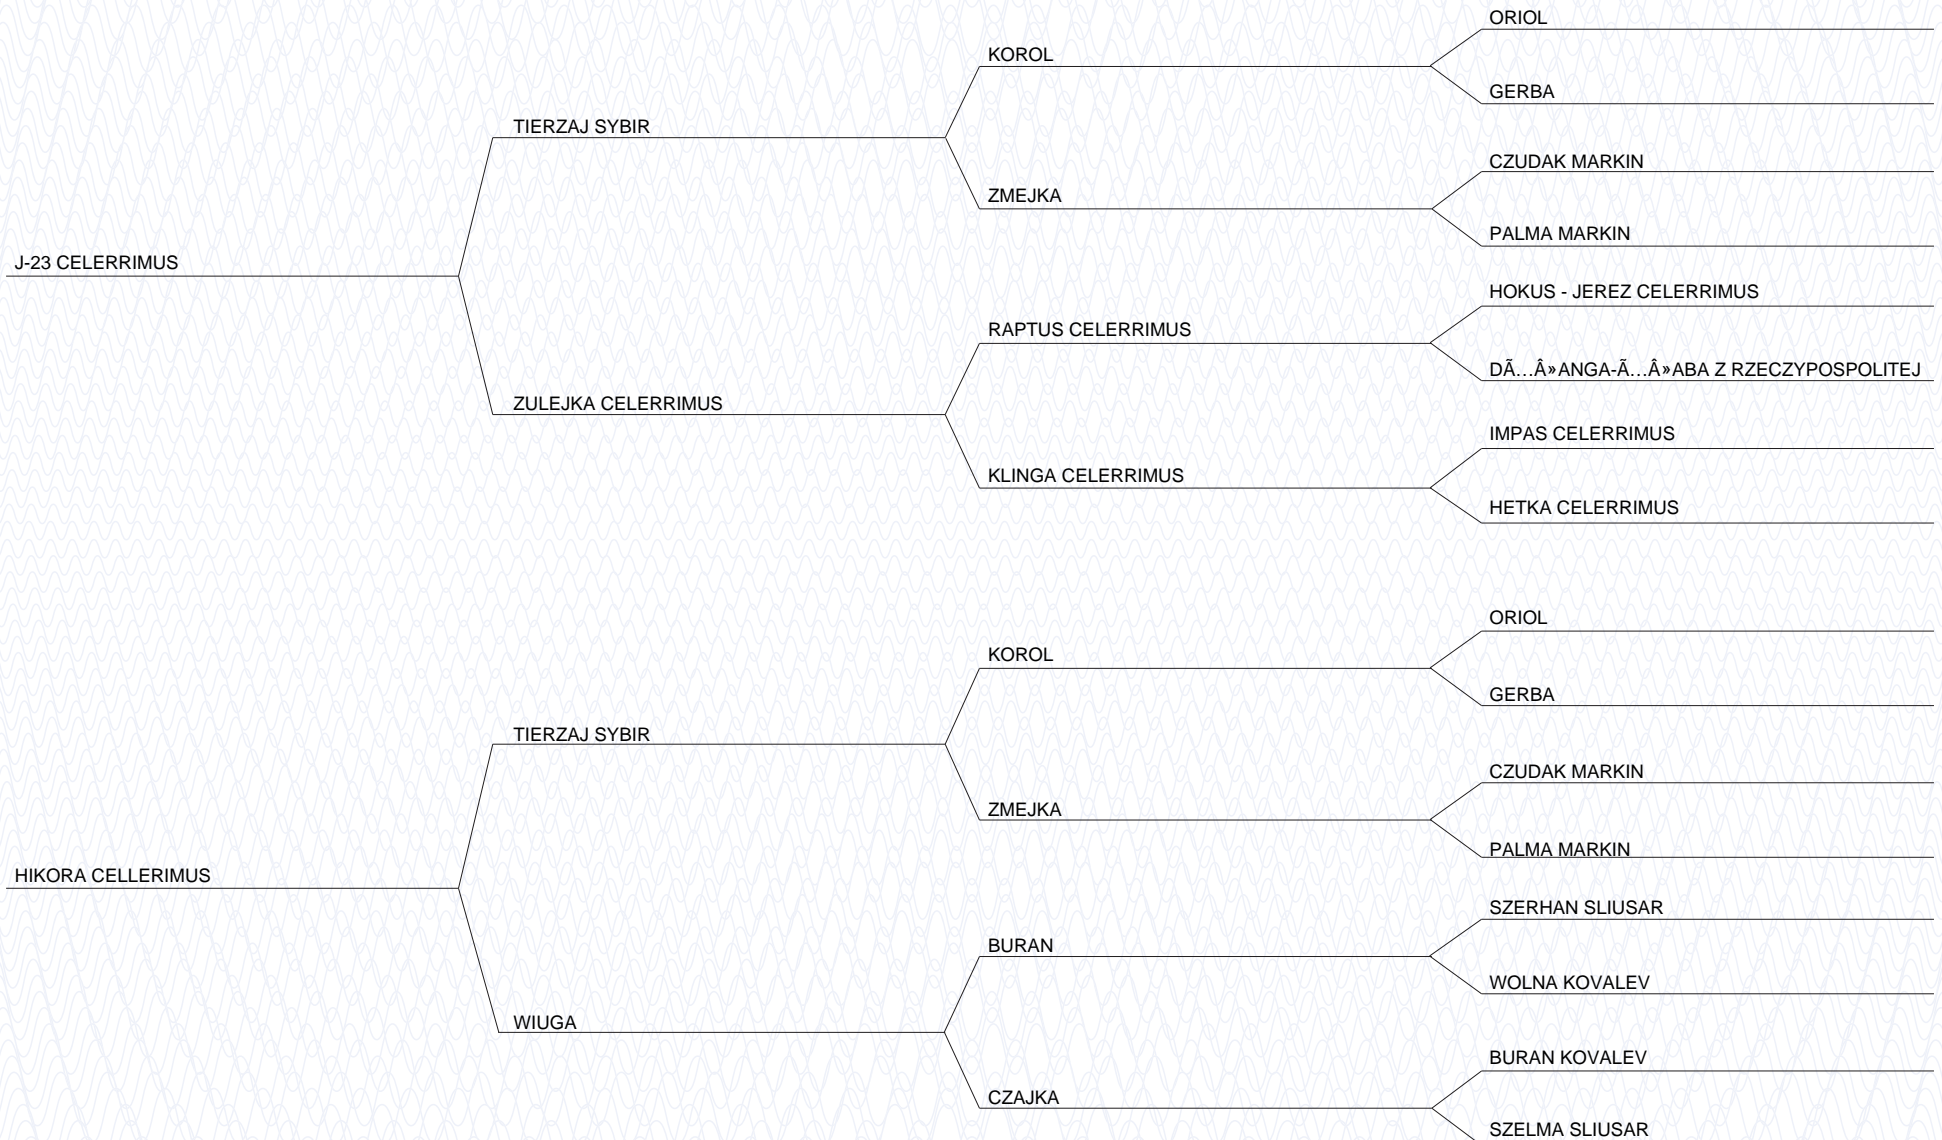 ORIOL
KOROL
GERBA
TIERZAJ SYBIR
CZUDAK MARKIN
ZMEJKA
PALMA MARKIN
J-23 CELERRIMUS
HOKUS - JEREZ CELERRIMUS
RAPTUS CELERRIMUS
DÃ…Â»ANGA-Ã…Â»ABA Z RZECZYPOSPOLITEJ
ZULEJKA CELERRIMUS
IMPAS CELERRIMUS
KLINGA CELERRIMUS
HETKA CELERRIMUS
ORIOL
KOROL
GERBA
TIERZAJ SYBIR
CZUDAK MARKIN
ZMEJKA
PALMA MARKIN
HIKORA CELLERIMUS
SZERHAN SLIUSAR
BURAN
WOLNA KOVALEV
WIUGA
BURAN KOVALEV
CZAJKA
SZELMA SLIUSAR